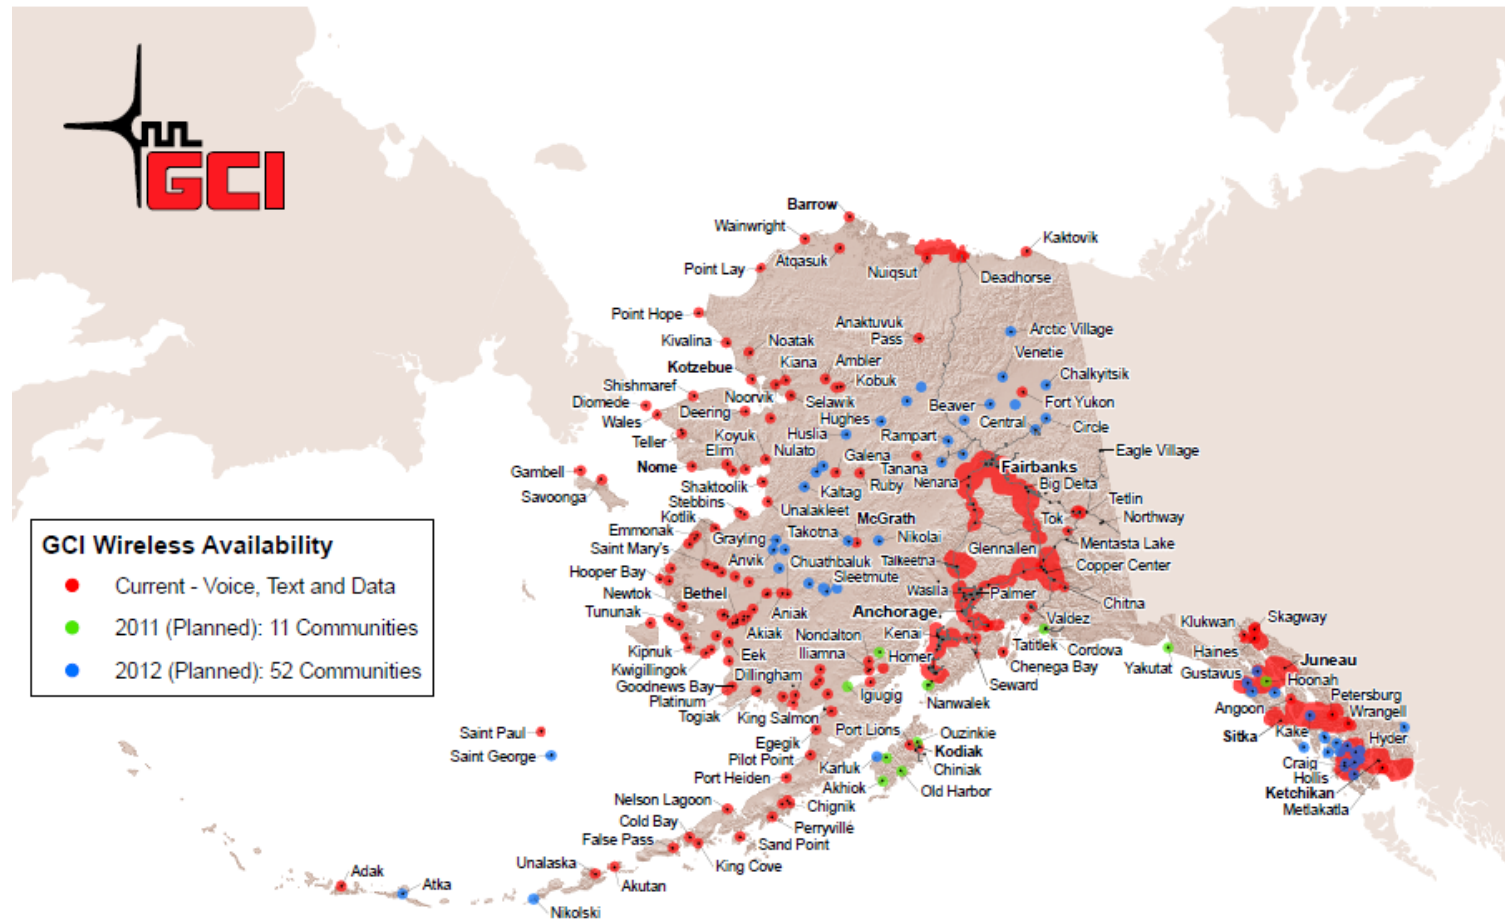 GCI
Barrow
Wainwright
Kaktovik
Atqasuk
Point Lay
Nuiqsut
Deadhorse
Point Hope
Anaktuvuk
Pass
Arctic Village
Kivalina
Noatak
Venetie
Kiana
Ambler
Kotzebue
Chalkyitsik
Shishmaref
Kobuk
Noorvik
Selawik
Beaver
Fort Yukon
Diomede
Deering
Wales
Hughes
Central
Circle
Teller
Koyuk
Huslia
Rampart
Elim
Nulato
Galena
Eagle Village
Nome
Tanana
Fairbanks
Gambell
Ruby
Nenana
Big Delta
Savoonga
Shaktoolik
Kaltag
Tetlin
Stebbins
Unalakleet
Kotlik
McGrath
Tok
Northway
Emmonak
Grayling
Takotna
Nikolai
Mentasta Lake
Saint Mary's
Anvik
Chuathbaluk
Talkeetna
Glennallen
Copper Center
Hooper Bay
Sleetmute
Newtok
Bethel
Wasilla
Palmer
Chitna
Tununak
Aniak
Anchorage
Valdez
Akiak
Nondalton
Kenai
Klukwan
Skagway
Kipnuk
Eek
Iliamna
Homer
Tatitlek
Cordova
Haines
Kwigillingok
Chenega Bay
Yakutat
Gustavus
Juneau
Dillingham
Goodnews Bay
Igiugig
Seward
Hoonah
Platinum
Nanwalek
Petersburg
Togiak
King Salmon
Angoon
Wrangell
Port Lions
Ouzinkie
Kake
Sitka
Hyder
Egegik
Kodiak
Pilot Point
Karluk
Chiniak
Craig
Port Heiden
Akhiok
Old Harbor
Hollis
Ketchikan
Nelson Lagoon
Chignik
Metlakatla
Cold Bay
Perryville
False Pass
Sand Point
Unalaska
King Cove
Adak
Atka
Akutan
Nikolski
Saint Paul
Saint George
GCI Wireless Availability
Current - Voice, Text and Data
2011 (Planned): 11 Communities
2012 (Planned): 52 Communities